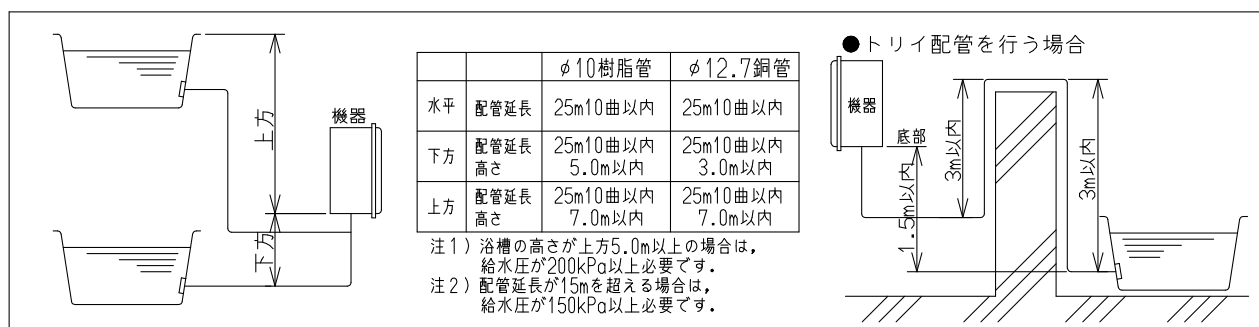 上方
下方
機器
φ10樹脂管 φ12.7銅管
水平 配管延長 25m10曲以内 25m10曲以内
下方 配管延長 25m10曲以内 25m10曲以内
高さ 5.0m以内 3.0m以内
上方 配管延長 25m10曲以内 25m10曲以内
高さ 7.0m以内 7.0m以内
注1)浴槽の高さが上方5.0m以上の場合は,
給水圧が200kPa以上必要です.
注2)配管延長が15mを超える場合は,
給水圧が150kPa以上必要です.
●トリイ配管を行う場合
機器
底部
1.5m以内
3m以内
3m以内